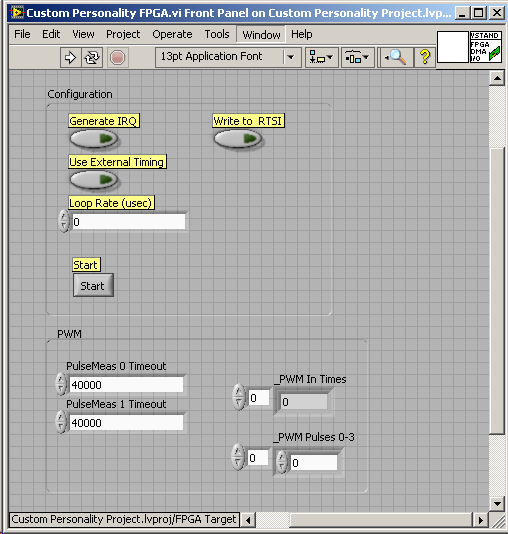 Custom Personality FPGA.vi Front Panel on Custom Personality Project.lvp...
File Edit View Project Operate Tools Window Help
13pt Application Font
?
VSTAND
FPGA
DMA
I/O
Configuration
Generate IRQ
Write to RTSI
Use External Timing
Loop Rate (usec)
0
Start
Start
PWM
PulseMeas 0 Timeout
40000
_PWM In Times
0 0
PulseMeas 1 Timeout
40000
_PWM Pulses 0-3
0 0
Custom Personality Project.lvproj/FPGA Target